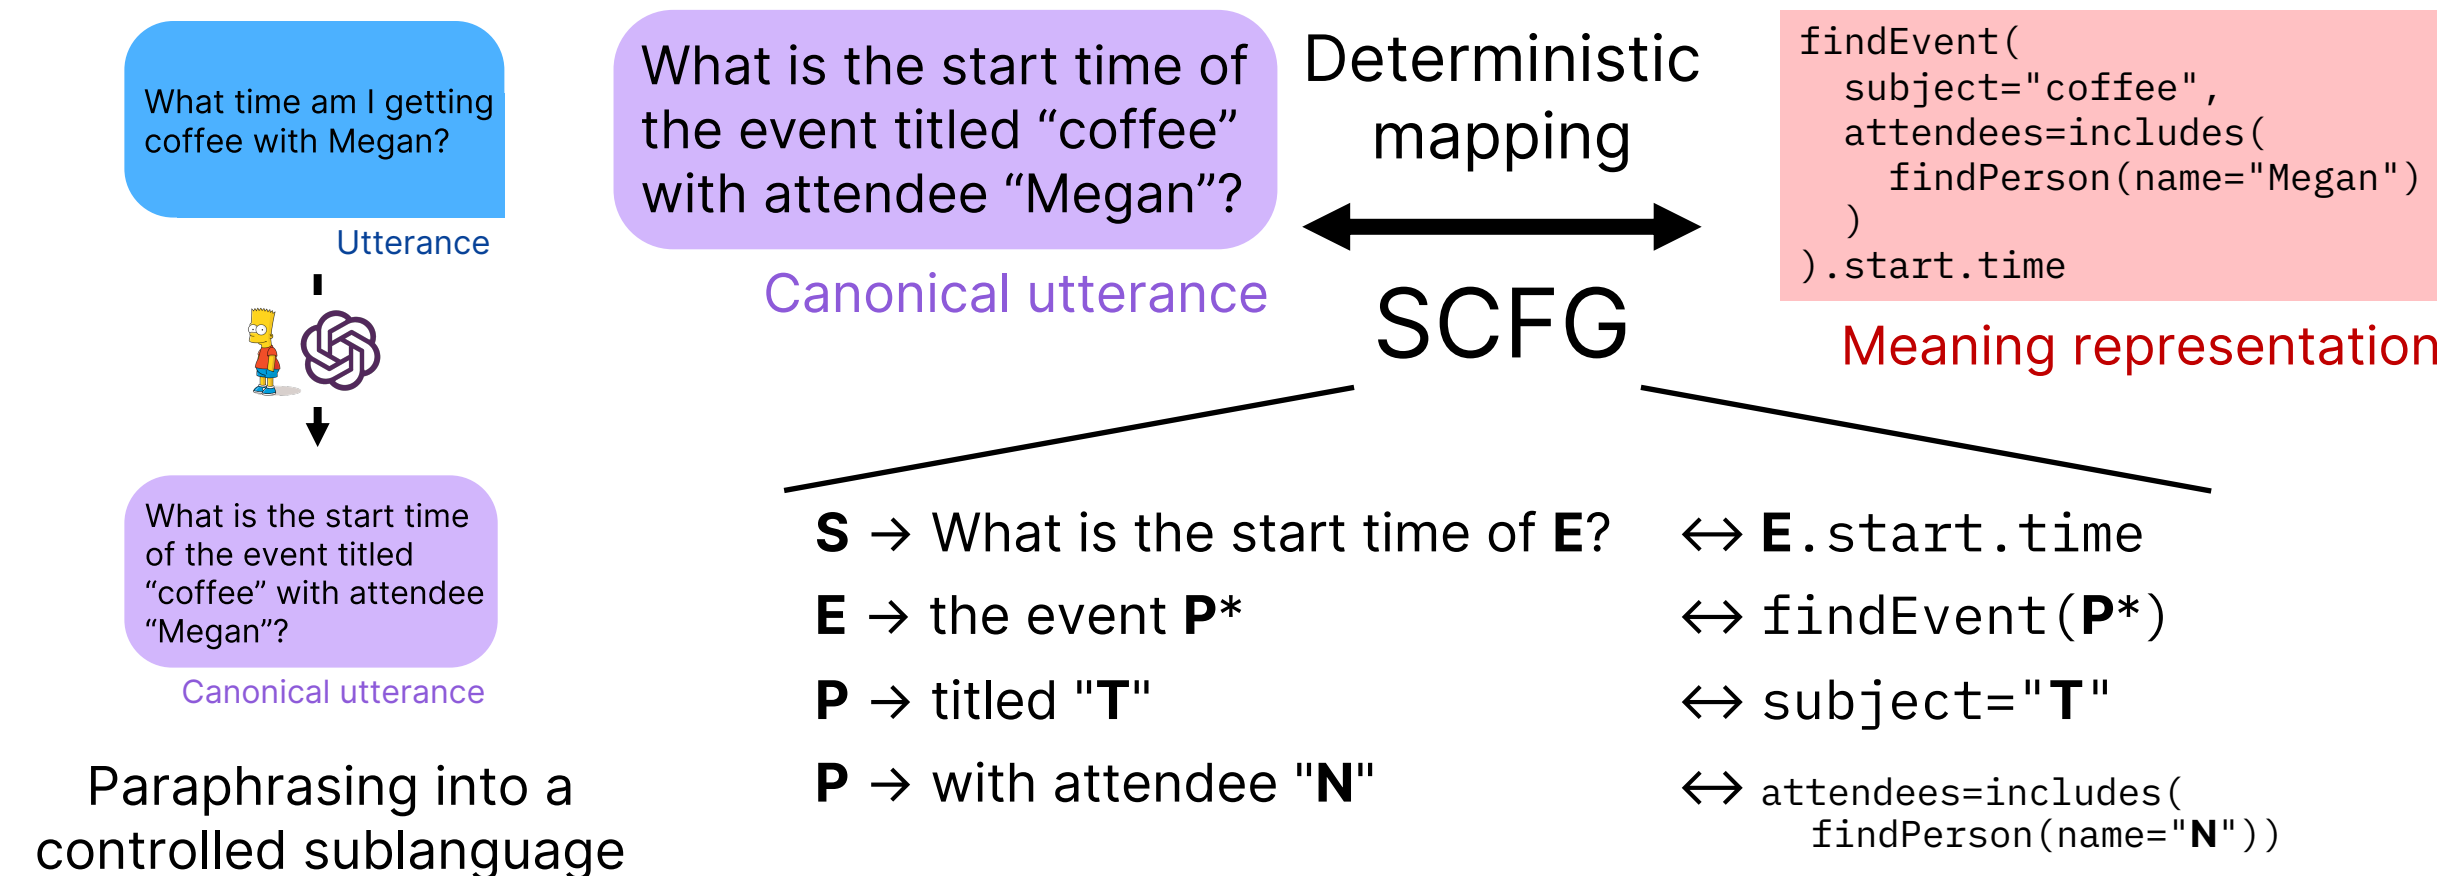 What time am I getting
coffee with Megan?
Utterance
What is the start time
of the event titled
“coffee” with attendee
“Megan”?
Canonical utterance
Paraphrasing into a
controlled sublanguage
What is the start time of
the event titled “coffee”
with attendee “Megan”?
Canonical utterance
Deterministic
mapping
SCFG
findEvent(
  subject="coffee",
  attendees=includes(
    findPerson(name="Megan")
  )
).start.time
Meaning representation
S → What is the start time of E? ↔ E.start.time
E → the event P* ↔ findEvent(P*)
P → titled "T" ↔ subject="T"
P → with attendee "N" ↔ attendees=includes(
findPerson(name="N"))